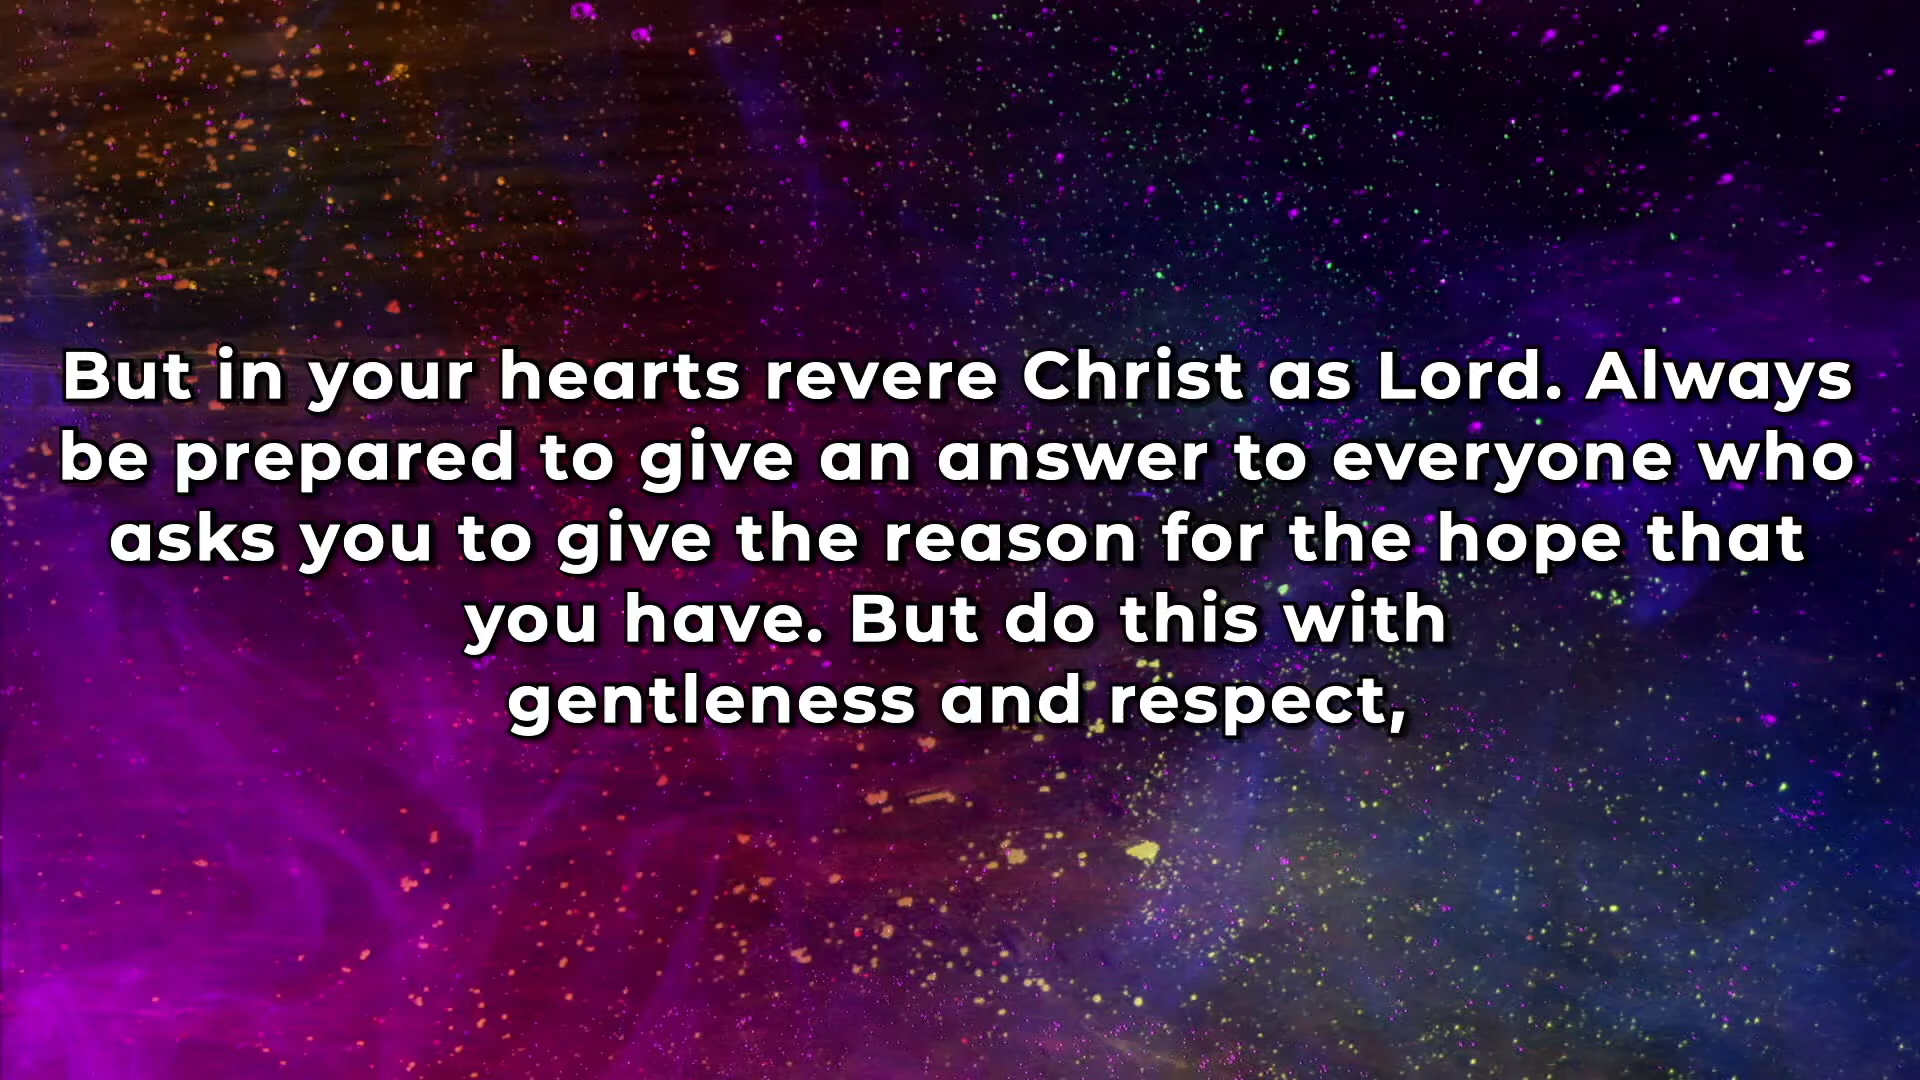 But in your hearts revere Christ as Lord. Always
be prepared to give an answer to everyone who
asks you to give the reason for the hope that
you have. But do this with
gentleness and respect,